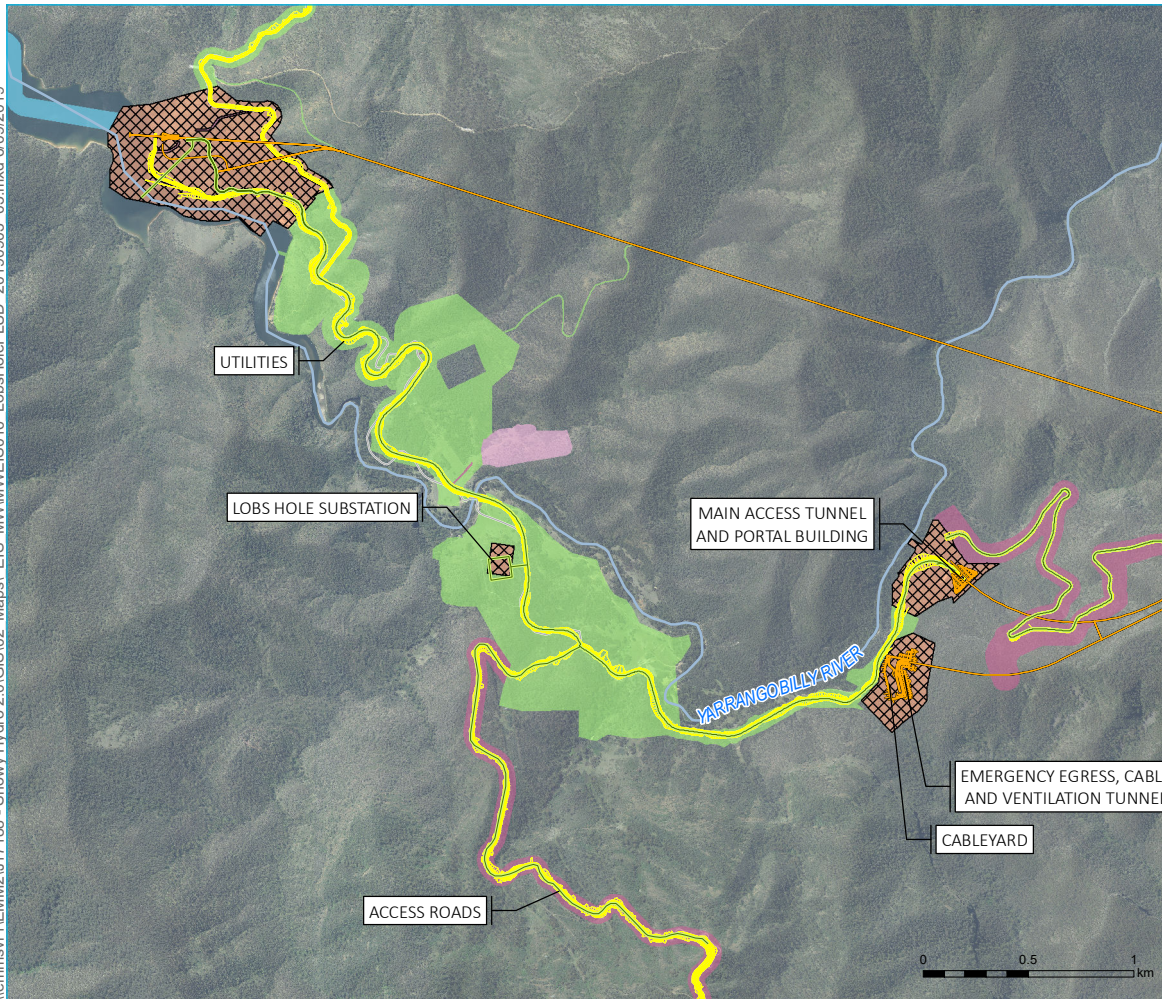 UTILITIES
LOBS HOLE SUBSTATION
MAIN ACCESS TUNNEL
AND PORTAL BUILDING
YARRANGOBILLY RIVER
EMERGENCY EGRESS, CABL
AND VENTILATION TUNNE
CABLEYARD
ACCESS ROADS
0 0.5 1
km